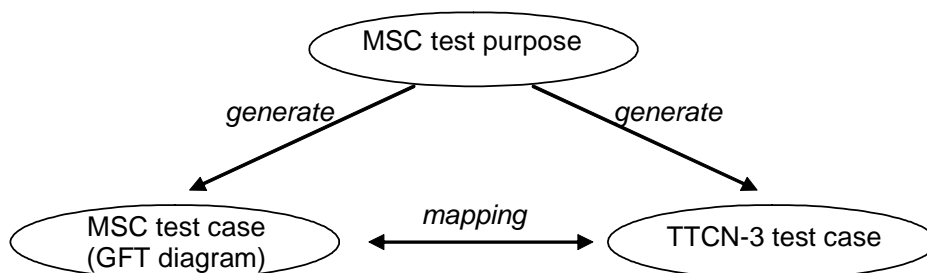 MSC test purpose
generate
generate
mapping
MSC test case
(GFT diagram)
TTCN-3 test case